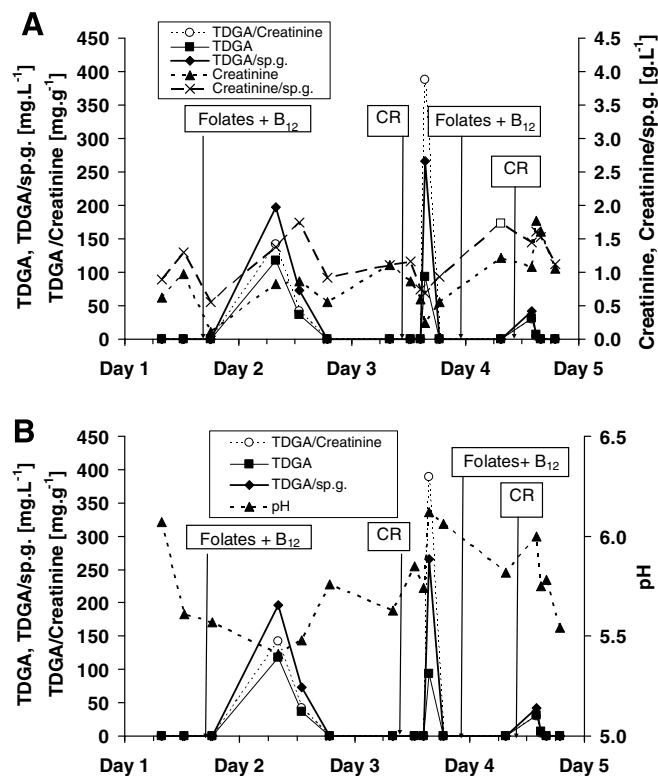 A
TDGA/Creatinine
TDGA
TDGA/sp.g.
Creatinine
Creatinine/sp.g.
Folates + B12
CR
Folates + B12
CR
TDGA, TDGA/sp.g. [mg.L-1]
TDGA /Creatinine [mg.g-1]
450
400
350
300
250
200
150
100
50
0
4.5
4.0
3.5
3.0
2.5
2.0
1.5
1.0
0.5
0.0
Creatinine, Creatinine/sp.g. [g.L-1]
Day 1
Day 2
Day 3
Day 4
Day 5
B
TDGA/Creatinine
TDGA
TDGA/sp.g.
pH
Folates + B12
CR
Folates+ B12
CR
TDGA, TDGA/sp.g. [mg.L-1]
TDGA/Creatinine [mg.g-1]
450
400
350
300
250
200
150
100
50
0
6.5
6.0
5.5
5.0
pH
Day 1
Day 2
Day 3
Day 4
Day 5